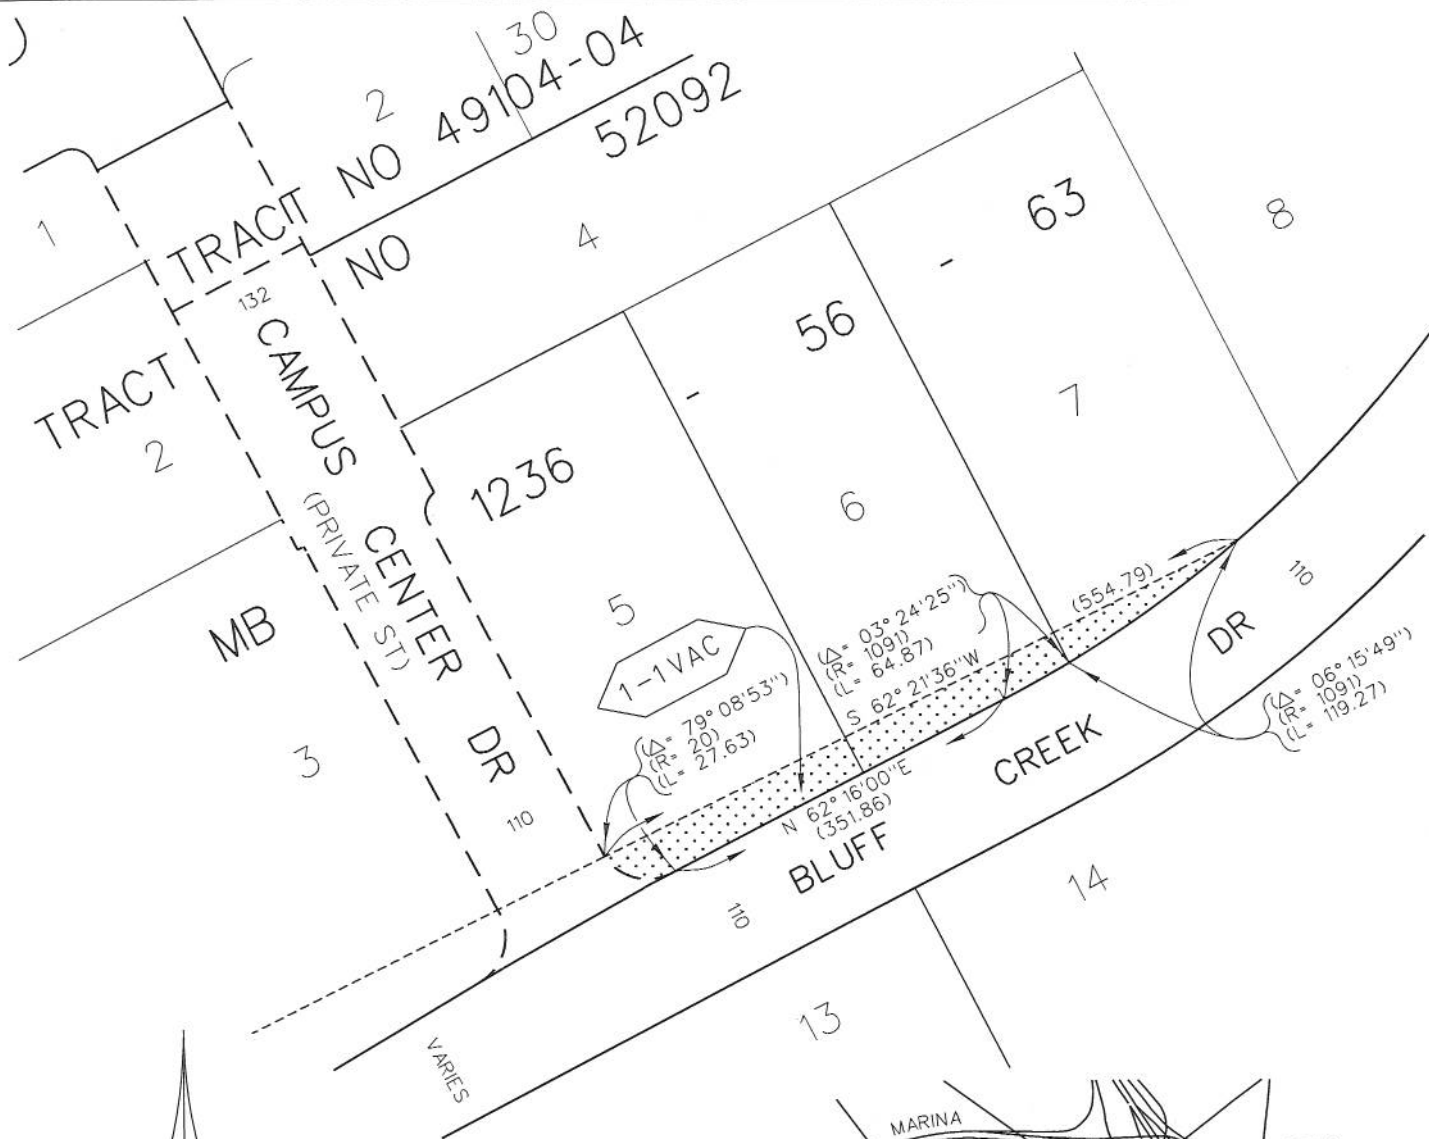 30
2
TRACT NO 49104-04
1
NO 52092
4
132
CAMPUS CENTER DR
(PRIVATE ST)
TRACT
2
MB 1236 - 56 - 63
8
7
6
5
3
1-1 VAC
(Δ= 79° 08'53")
(R= 20)
(L= 27.63)
(Δ= 03° 24'25")
(R= 1091)
(L= 64.87)
S 62° 21'36"W
(554.79)
(Δ= 06° 15'49")
(R= 1091)
(L= 119.27)
N 62° 16'00"E
(351.86)
BLUFF CREEK DR
110
110
110
14
13
VARIES
MARINA